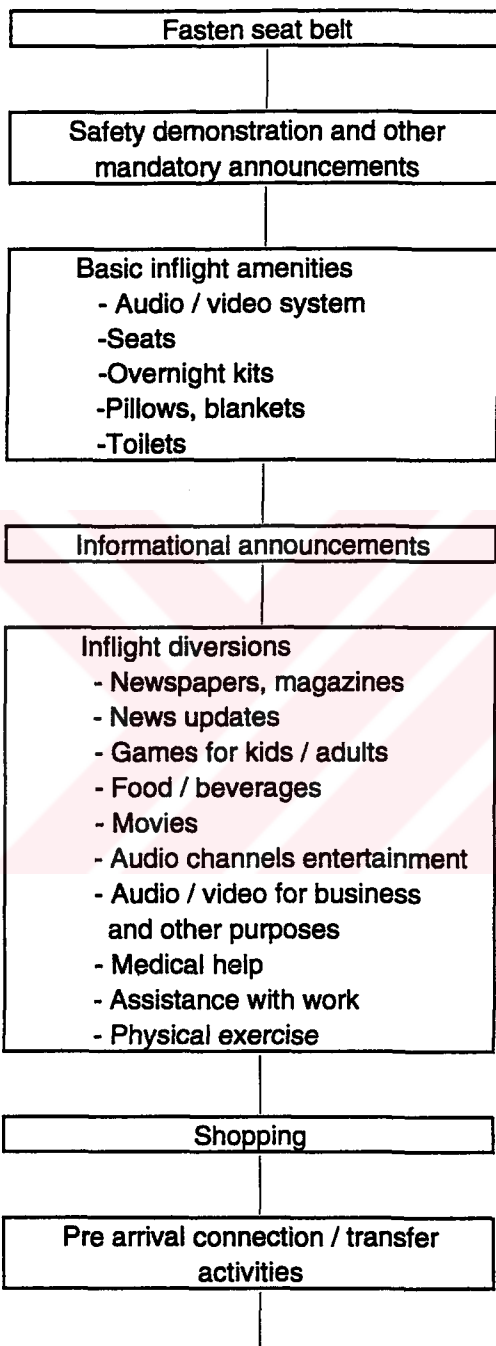 Fasten seat belt
Safety demonstration and other
mandatory announcements
Basic inflight amenities
- Audio / video system
-Seats
-Overnight kits
-Pillows, blankets
-Toilets
Informational announcements
Inflight diversions
- Newspapers, magazines
- News updates
- Games for kids / adults
- Food / beverages
- Movies
- Audio channels entertainment
- Audio / video for business
and other purposes
- Medical help
- Assistance with work
- Physical exercise
Shopping
Pre arrival connection / transfer
activities